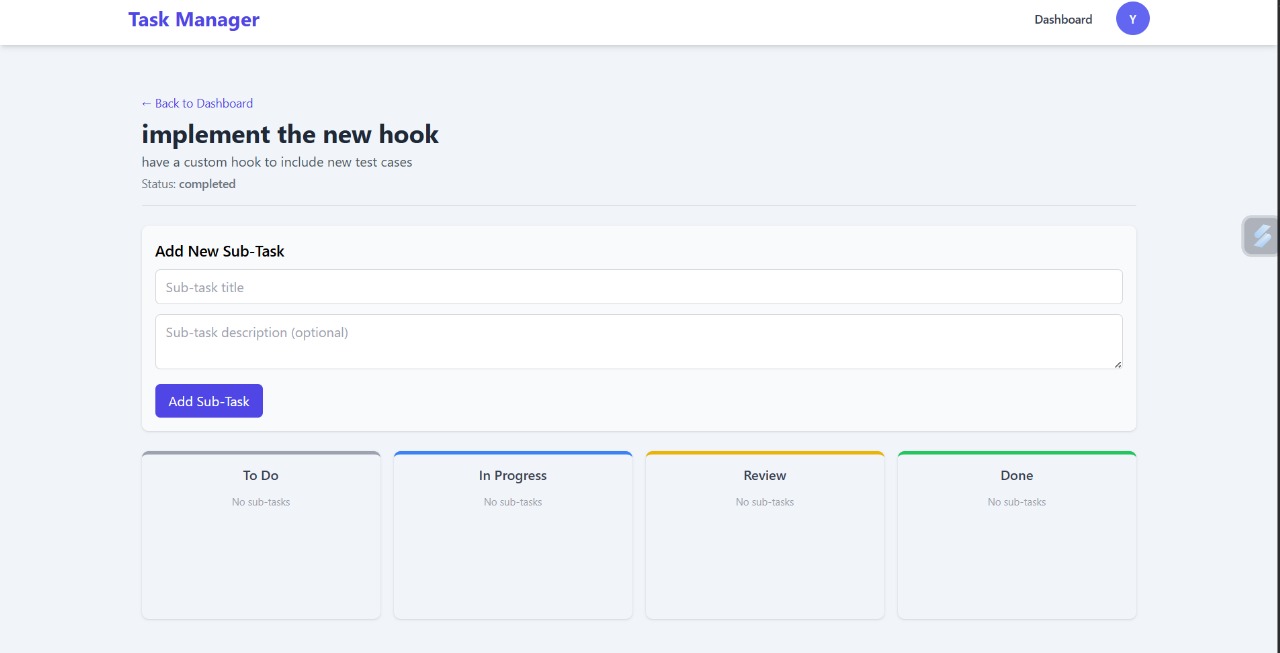 Task Manager
Dashboard
Y
← Back to Dashboard
implement the new hook
have a custom hook to include new test cases
Status: completed
Add New Sub-Task
Sub-task title
Sub-task description (optional)
Add Sub-Task
To Do
In Progress
Review
Done
No sub-tasks
No sub-tasks
No sub-tasks
No sub-tasks